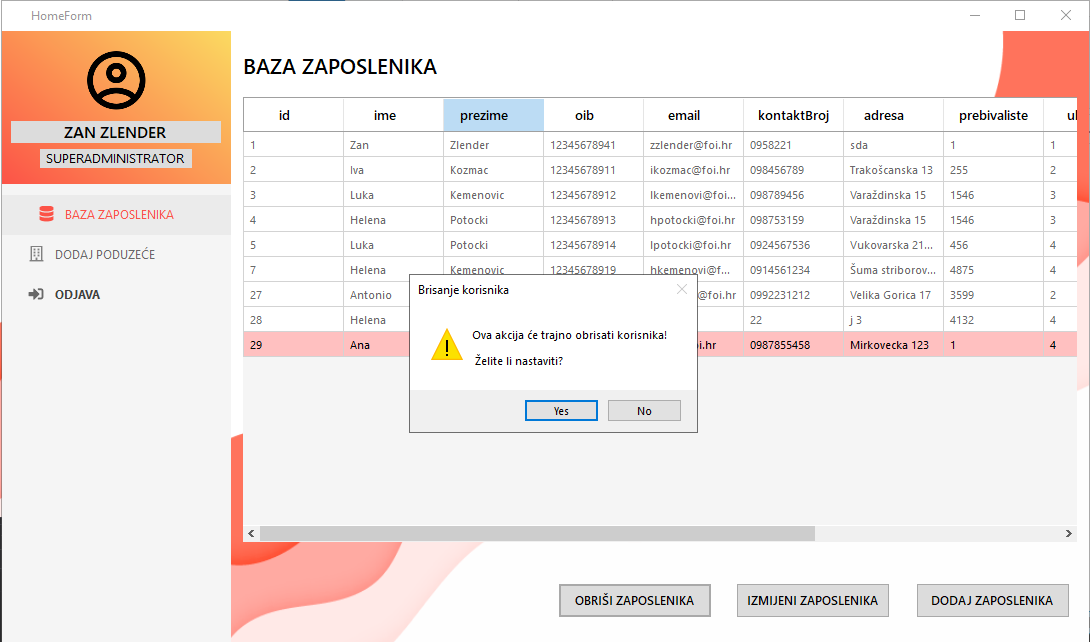 HomeForm
ZAN ZLENDER
SUPERADMINISTRATOR
BAZA ZAPOSLENIKA
DODAJ PODUZEĆE
ODJAVA
BAZA ZAPOSLENIKA
id ime prezime oib email kontaktBroj adresa prebivaliste
1 Zan Zlender 12345678941 zzlender@foi.hr 0958221 sda 1 1
2 Iva Kozmac 12345678911 ikozmac@foi.hr 098456789 Trakošcanska 13 255 2
3 Luka Kemenovic 12345678912 lkemenovi@foi... 098789456 Varaždinska 15 1546 3
4 Helena Potocki 12345678913 hpotocki@foi.hr 098753159 Varaždinska 15 1546 3
5 Luka Potocki 12345678914 lpotocki@foi.hr 0924567536 Vukovarska 21... 456 4
7 Helena Kemenovic 12345678919 hkemenovi@f... 0914561234 Šuma striborov... 4875 4
27 Antonio @foi.hr 0992231212 Velika Gorica 17 3599 2
28 Helena 22 j 3 4132 4
29 Ana oi.hr 0987855458 Mirkovecka 123 1 4
Brisanje korisnika
Ova akcija će trajno obrisati korisnika!
Želite li nastaviti?
Yes No
OBRIŠI ZAPOSLENIKA IZMIJENI ZAPOSLENIKA DODAJ ZAPOSLENIKA